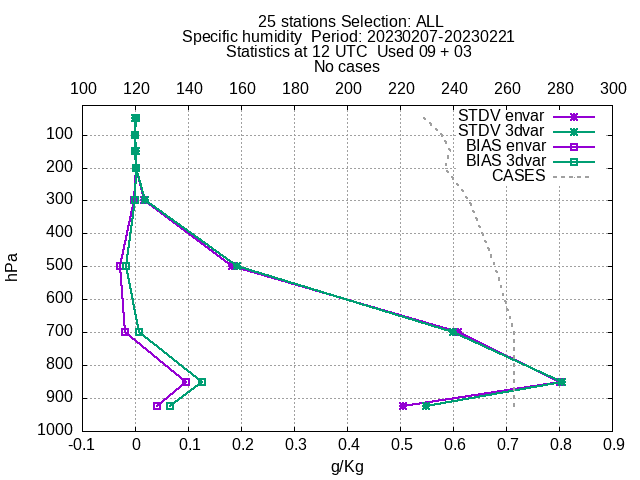 25 stations Selection: ALL
Specific humidity  Period: 20230207-20230221
Statistics at 12 UTC  Used 09 + 03
No cases
100 120 140 160 180 200 220 240 260 280 300
STDV envar
STDV 3dvar
BIAS envar
BIAS 3dvar
CASES
100
200
300
400
500
600
700
800
900
1000
hPa
-0.1 0 0.1 0.2 0.3 0.4 0.5 0.6 0.7 0.8 0.9
g/Kg